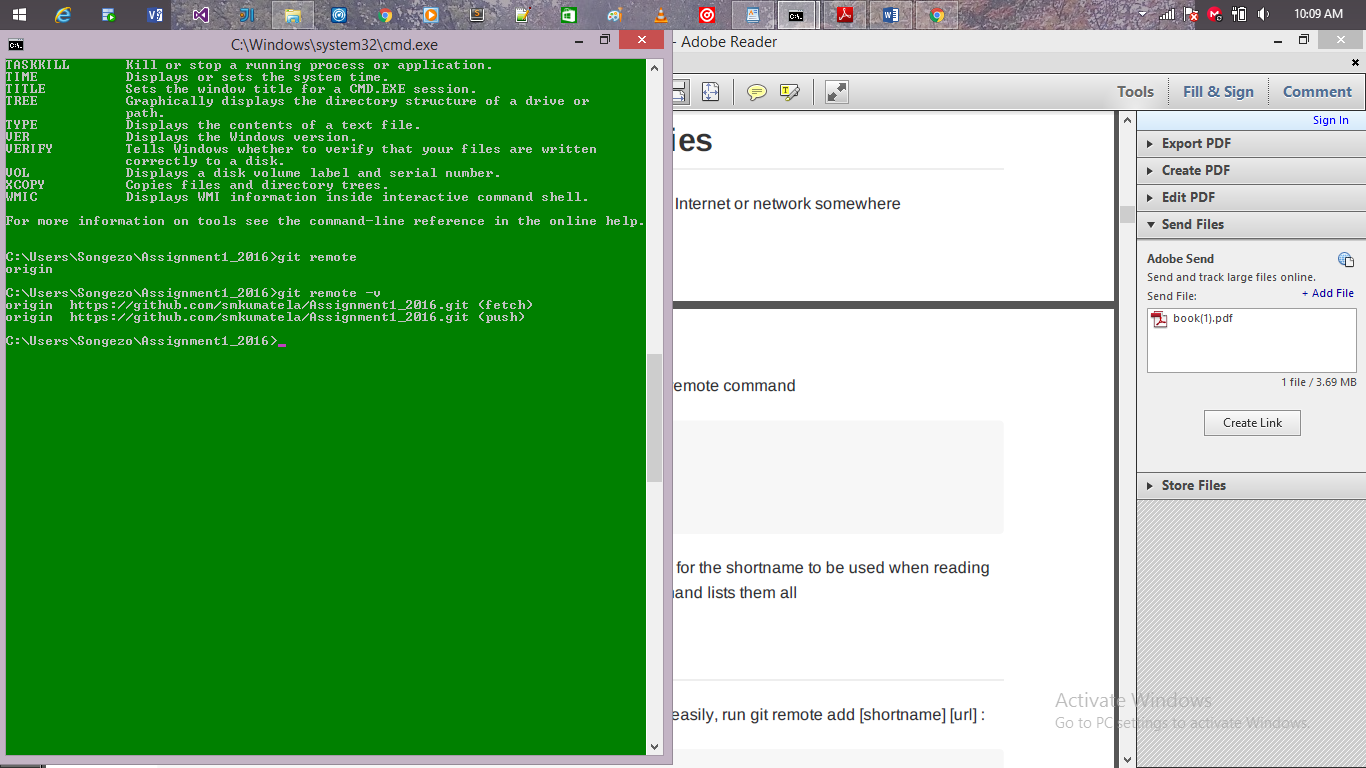 10:09 AM
C:\Windows\system32\cmd.exe
- Adobe Reader
TASKKILL Kill or stop a running process or application.
TIME Displays or sets the system time.
TITLE Sets the window title for a CMD.EXE session.
TREE Graphically displays the directory structure of a drive or
path.
TYPE Displays the contents of a text file.
VER Displays the Windows version.
VERIFY Tells Windows whether to verify that your files are written
correctly to a disk.
VOL Displays a disk volume label and serial number.
XCOPY Copies files and directory trees.
WMIC Displays WMI information inside interactive command shell.
For more information on tools see the command-line reference in the online help.
C:\Users\Songezo\Assignment1_2016>git remote
origin
C:\Users\Songezo\Assignment1_2016>git remote -v
origin https://github.com/smkumatela/Assignment1_2016.git (fetch)
origin https://github.com/smkumatela/Assignment1_2016.git (push)
C:\Users\Songezo\Assignment1_2016>
Tools Fill & Sign Comment
ies
Internet or network somewhere
emote command
for the shortname to be used when reading
and lists them all
easily, run git remote add [shortname] [url] :
Sign In
Export PDF
Create PDF
Edit PDF
Send Files
Adobe Send
Send and track large files online.
Send File: + Add File
book(1).pdf
1 file / 3.69 MB
Create Link
Store Files
Activate Windows
Go to PC settings to activate Windows.